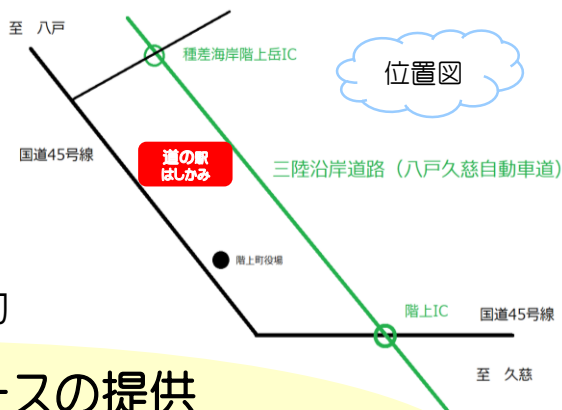 至 八戸
種差海岸階上岳IC
位置図
国道45号線
道の駅
はしかみ
三陸沿岸道路（八戸久慈自動車道）
階上町役場
階上IC
国道45号線
至 久慈
スの提供